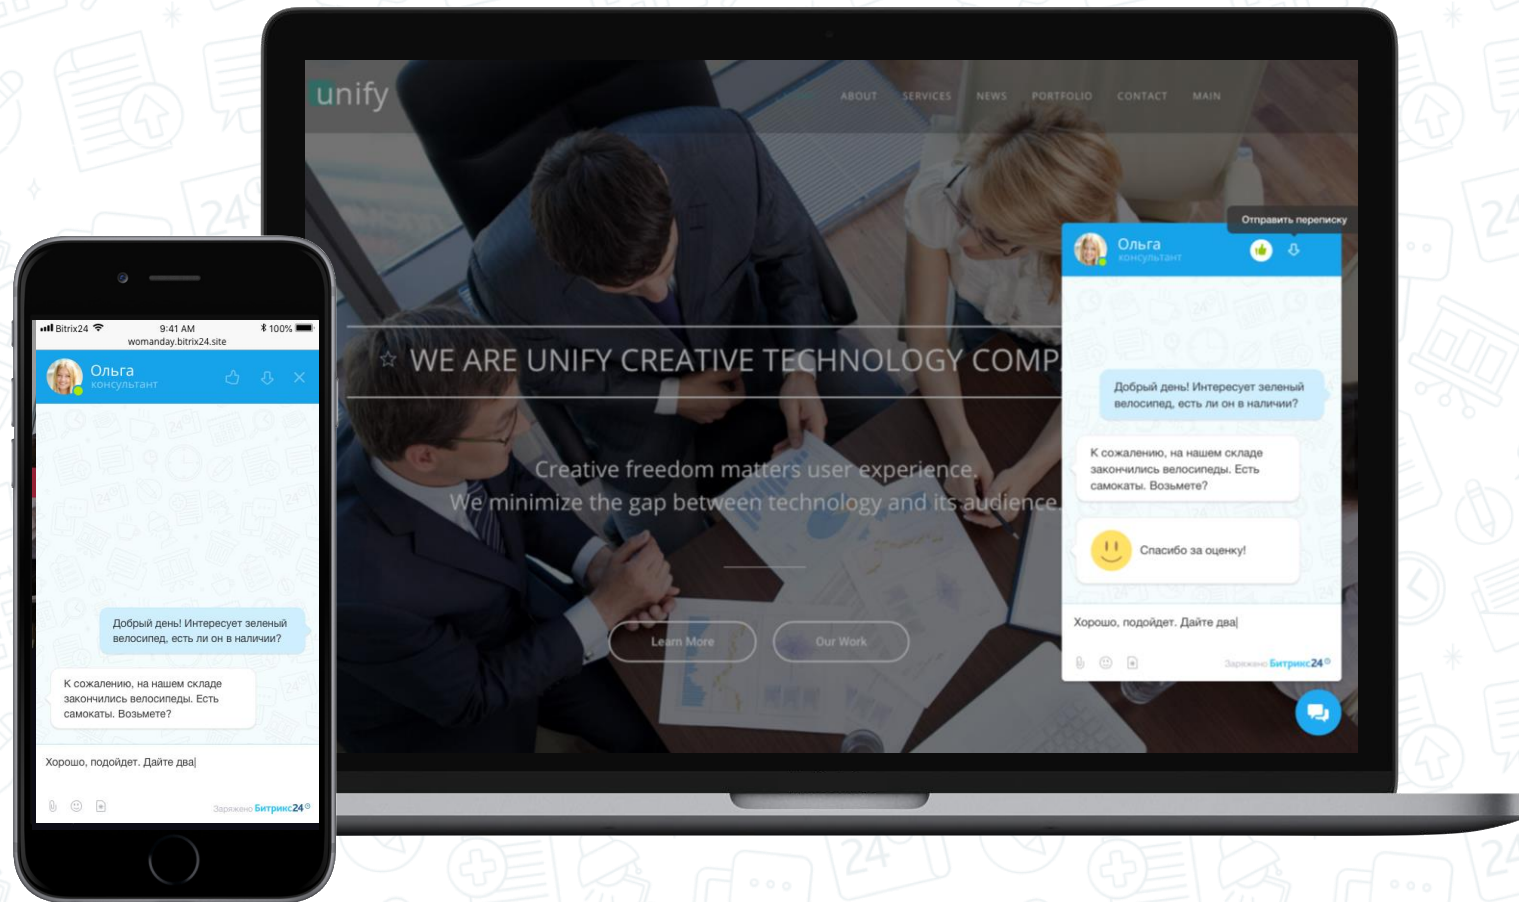 unify
ABOUT SERVICES NEWS PORTFOLIO CONTACT MAIN
WE ARE UNIFY CREATIVE TECHNOLOGY COMP
Creative freedom matters user experience.
We minimize the gap between technology and its audience.
Learn More
Our Work
Отправить переписку
Ольга
консультант
Добрый день! Интересует зеленый
велосипед, есть ли он в наличии?
К сожалению, на нашем складе
закончились велосипеды. Есть
самокаты. Возьмете?
Спасибо за оценку!
Хорошо, подойдет. Дайте два
Заряжено Битрикс24
Bitrix24 9:41 AM 100%
womanday.bitrix24.site
Ольга
консультант
Добрый день! Интересует зеленый
велосипед, есть ли он в наличии?
К сожалению, на нашем складе
закончились велосипеды. Есть
самокаты. Возьмете?
Хорошо, подойдет. Дайте два
Заряжено Битрикс24
24
24
24
24
24